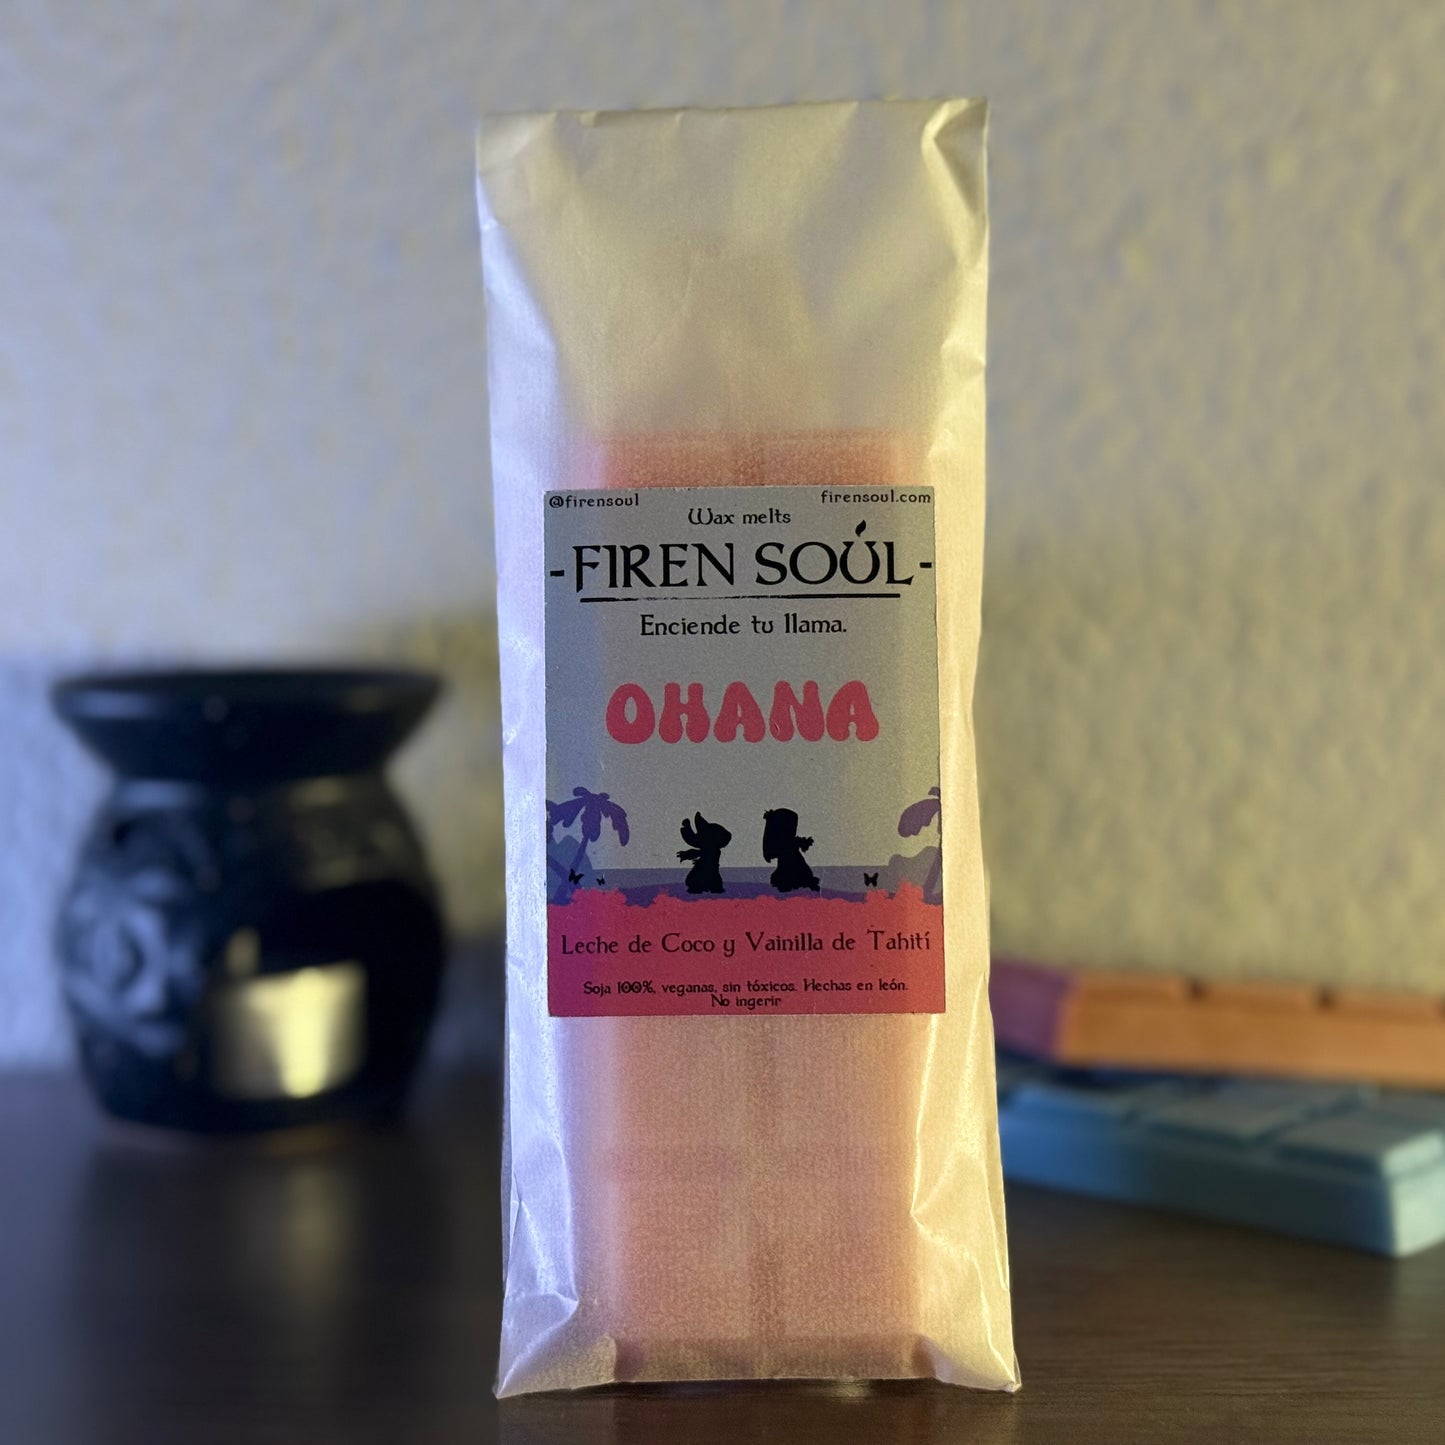 @firensoul firensoul.com
Wax melts
-FIREN SOÚL-
Enciende tu llama.
OHANA
Leche de Coco y Vainilla de Tahití
Soja 100%, veganas, sin tóxicos. Hechas en león.
No ingerir